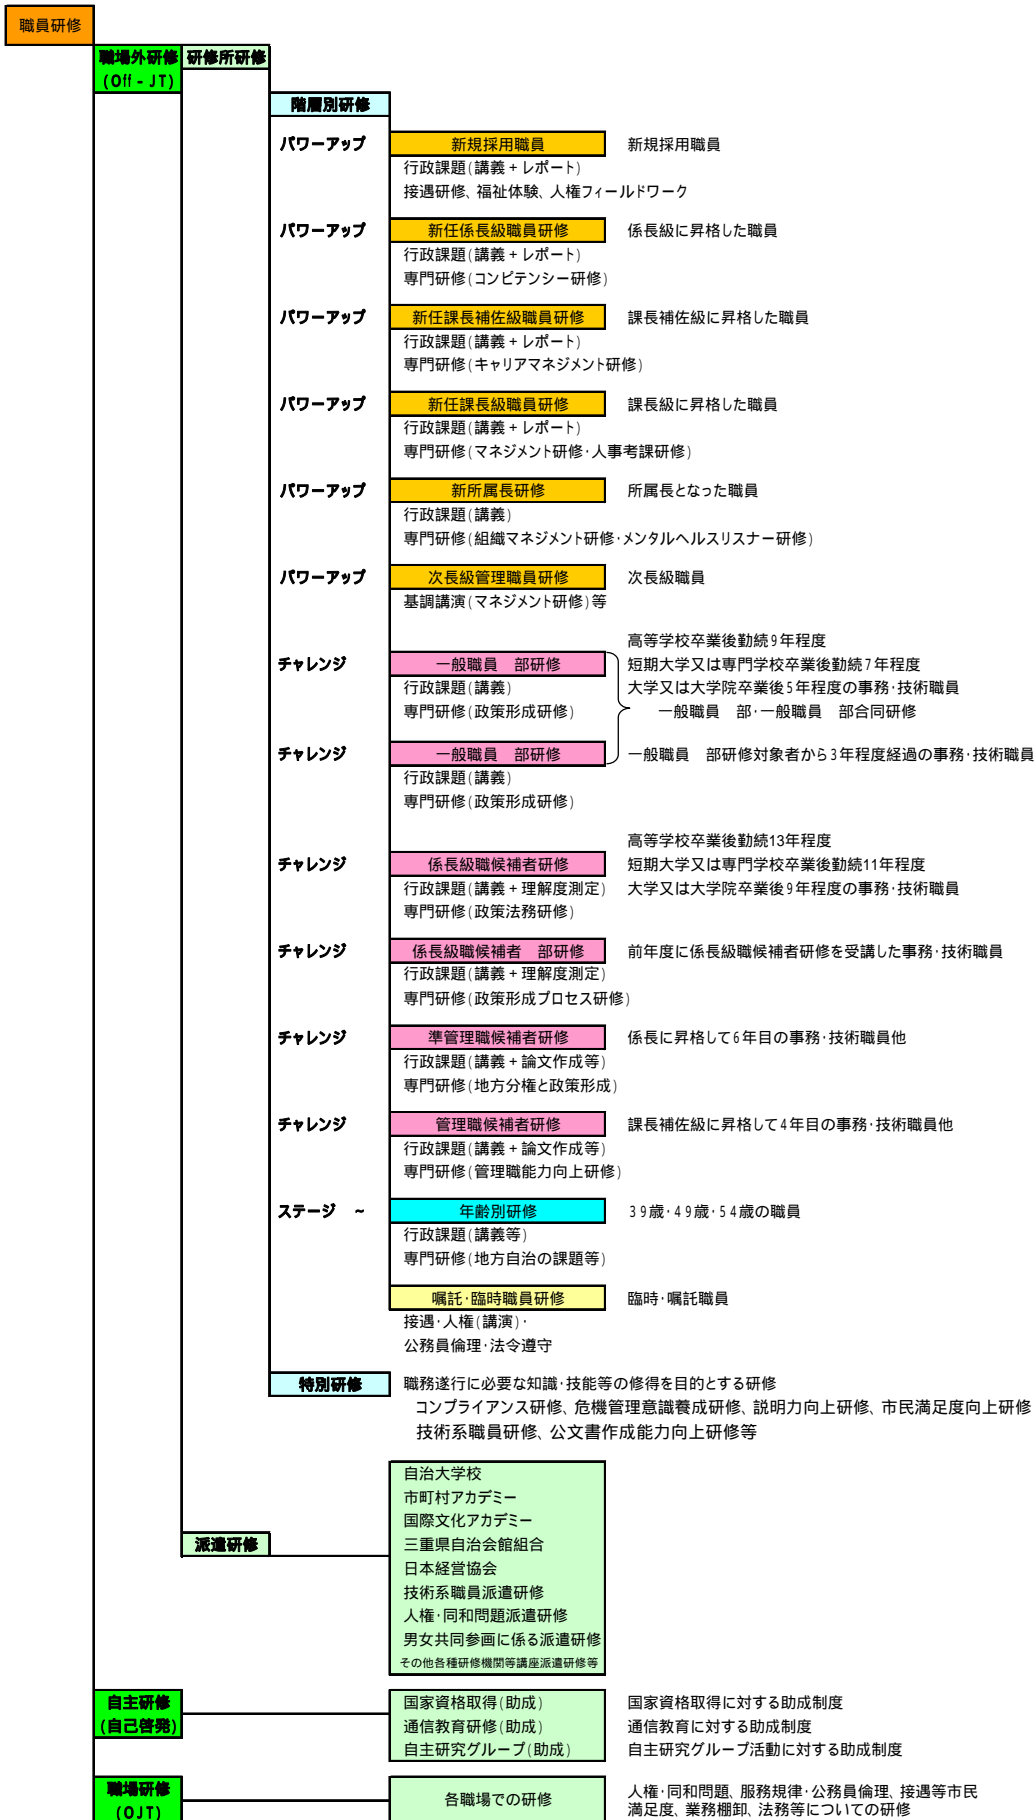 職員研修
職場外研修 研修所研修
(Off-JT)
階層別研修
パワーアップ 新規採用職員 新規採用職員
行政課題(講義+レポート)
接遇研修、福祉体験、人権フィールドワーク
パワーアップ 新任係長級職員研修 係長級に昇格した職員
行政課題(講義+レポート)
専門研修(コンピテンシー研修)
パワーアップ 新任課長補佐級職員研修 課長補佐級に昇格した職員
行政課題(講義+レポート)
専門研修(キャリアマネジメント研修)
パワーアップ 新任課長級職員研修 課長級に昇格した職員
行政課題(講義+レポート)
専門研修(マネジメント研修・人事考課研修)
パワーアップ 新所属長研修 所属長となった職員
行政課題(講義)
専門研修(組織マネジメント研修・メンタルヘルスリスナー研修)
パワーアップ 次長級管理職員研修 次長級職員
基調講演(マネジメント研修)等
高等学校卒業後勤続9年程度
チャレンジ 一般職員 部研修 短期大学又は専門学校卒業後勤続7年程度
行政課題(講義) 大学又は大学院卒業後5年程度の事務・技術職員
専門研修(政策形成研修) 一般職員 部・一般職員 部合同研修
チャレンジ 一般職員 部研修 一般職員 部研修対象者から3年程度経過の事務・技術職員
行政課題(講義)
専門研修(政策形成研修)
高等学校卒業後勤続13年程度
チャレンジ 係長級職候補者研修 短期大学又は専門学校卒業後勤続11年程度
行政課題(講義+理解度測定) 大学又は大学院卒業後9年程度の事務・技術職員
専門研修(政策法務研修)
チャレンジ 係長級職候補者 部研修 前年度に係長級職候補者研修を受講した事務・技術職員
行政課題(講義+理解度測定)
専門研修(政策形成プロセス研修)
チャレンジ 準管理職候補者研修 係長に昇格して6年目の事務・技術職員他
行政課題(講義+論文作成等)
専門研修(地方分権と政策形成)
チャレンジ 管理職候補者研修 課長補佐級に昇格して4年目の事務・技術職員他
行政課題(講義+論文作成等)
専門研修(管理職能力向上研修)
ステージ ~ 年齢別研修 39歳・49歳・54歳の職員
行政課題(講義等)
専門研修(地方自治の課題等)
嘱託・臨時職員研修 臨時・嘱託職員
接遇・人権(講演)・
公務員倫理・法令遵守
特別研修 職務遂行に必要な知識・技能等の修得を目的とする研修
コンプライアンス研修、危機管理意識養成研修、説明力向上研修、市民満足度向上研修
技術系職員研修、公文書作成能力向上研修等
自治大学校
市町村アカデミー
国際文化アカデミー
派遣研修 三重県自治会館組合
日本経営協会
技術系職員派遣研修
人権・同和問題派遣研修
男女共同参画に係る派遣研修
その他各種研修機関等講座派遣研修等
自主研修 国家資格取得(助成) 国家資格取得に対する助成制度
(自己啓発) 通信教育研修(助成) 通信教育に対する助成制度
自主研究グループ(助成) 自主研究グループ活動に対する助成制度
職場研修 各職場での研修 人権・同和問題、服務規律・公務員倫理、接遇等市民
(OJT) 満足度、業務棚卸、法務等についての研修